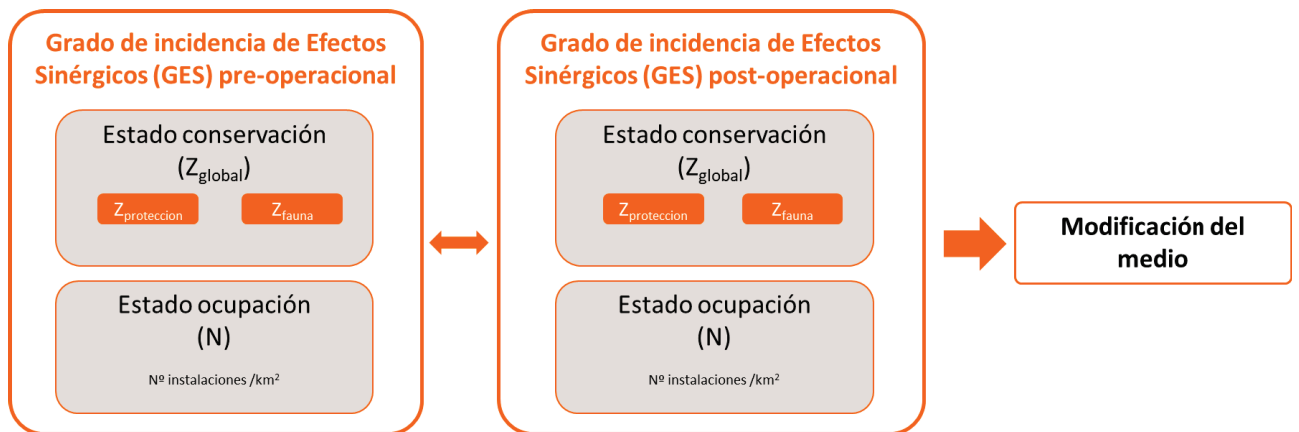 Grado de incidencia de Efectos
Sinérgicos (GES) pre-operacional
Estado conservación
(Zglobal)
Zproteccion
Zfauna
Estado ocupación
(N)
Nº instalaciones /km²
Grado de incidencia de Efectos
Sinérgicos (GES) post-operacional
Estado conservación
(Zglobal)
Zproteccion
Zfauna
Estado ocupación
(N)
Nº instalaciones /km²
Modificación del
medio